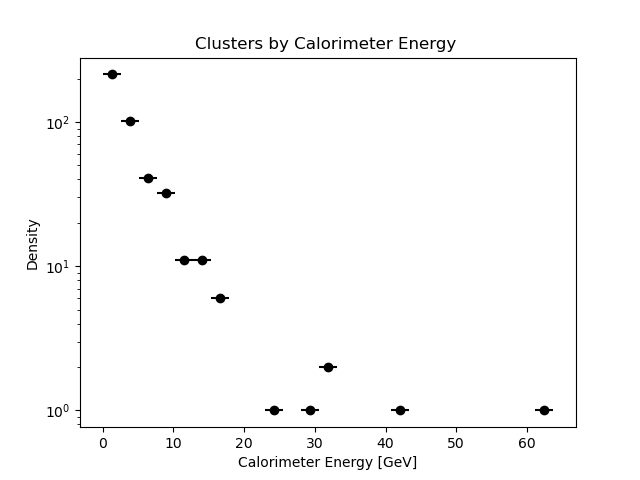 Clusters by Calorimeter Energy
Density
10²
10¹
10⁰
0 10 20 30 40 50 60
Calorimeter Energy [GeV]